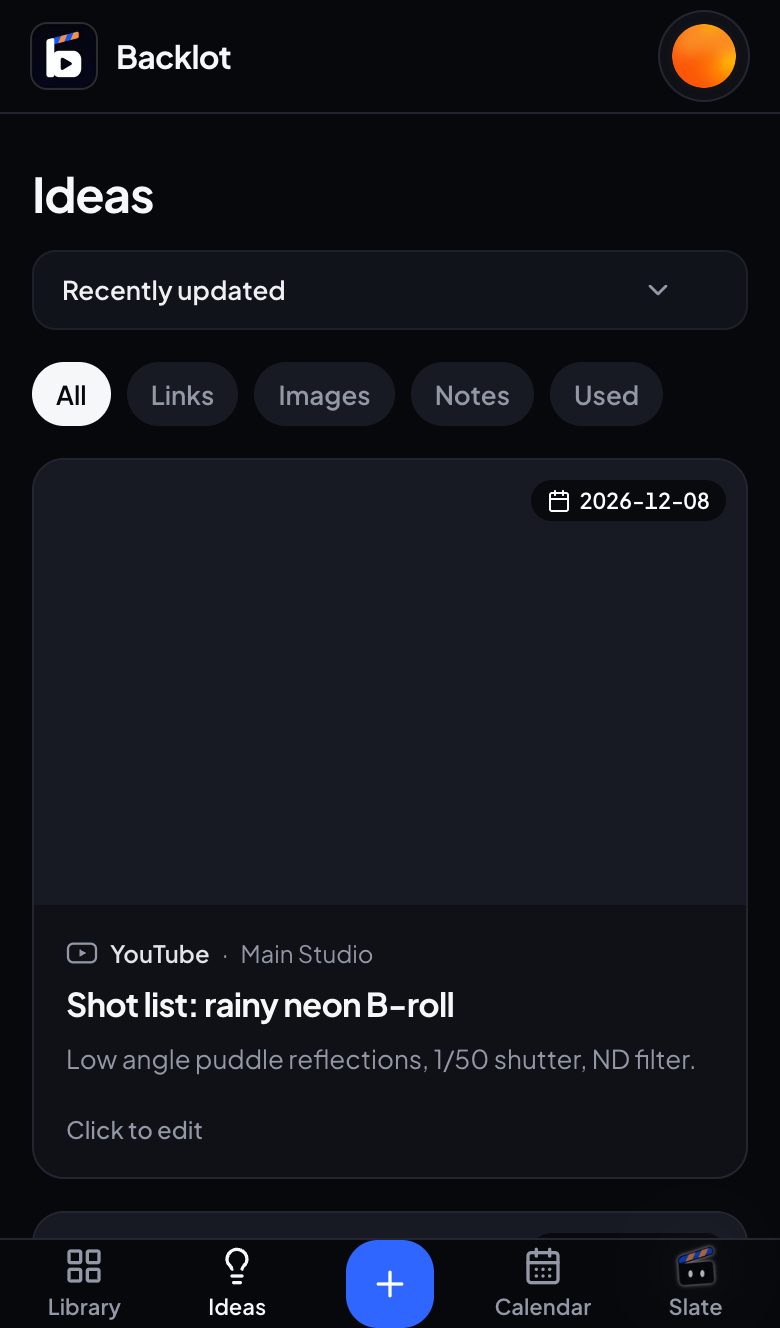 Backlot
Ideas
Recently updated
All
Links
Images
Notes
Used
2026-12-08
YouTube · Main Studio
Shot list: rainy neon B-roll
Low angle puddle reflections, 1/50 shutter, ND filter.
Click to edit
Library
Ideas
Calendar
Slate